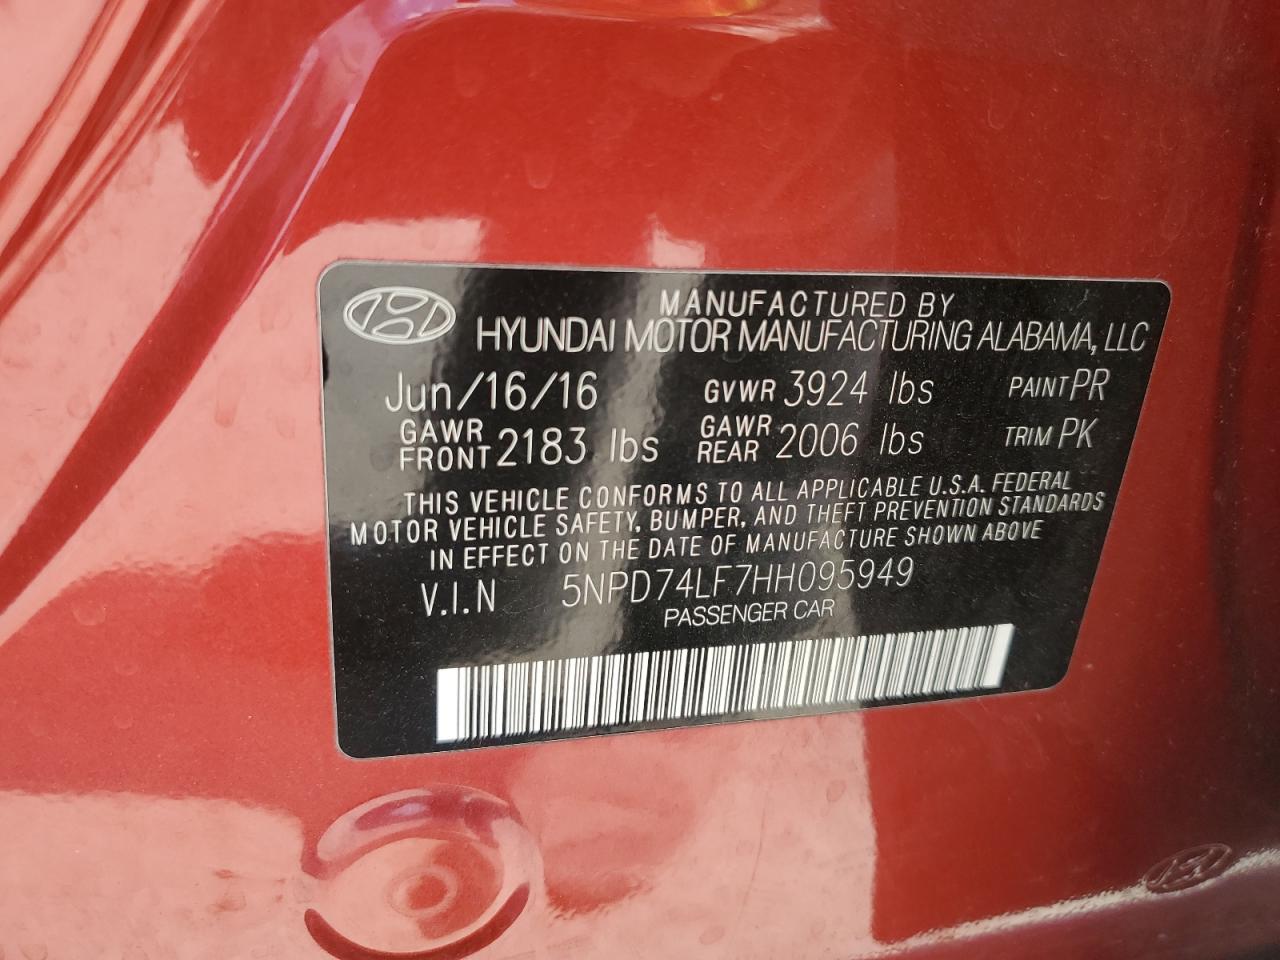 MANUFACTURED BY
HYUNDAI MOTOR MANUFACTURING ALABAMA, LLC
Jun/16/16 GVWR 3924 lbs PAINT PR
GAWR FRONT 2183 lbs GAWR REAR 2006 lbs TRIM PK
THIS VEHICLE CONFORMS TO ALL APPLICABLE U.S.A. FEDERAL
MOTOR VEHICLE SAFETY, BUMPER, AND THEFT PREVENTION STANDARDS
IN EFFECT ON THE DATE OF MANUFACTURE SHOWN ABOVE
V.I.N 5NPD74LF7HH095949
PASSENGER CAR